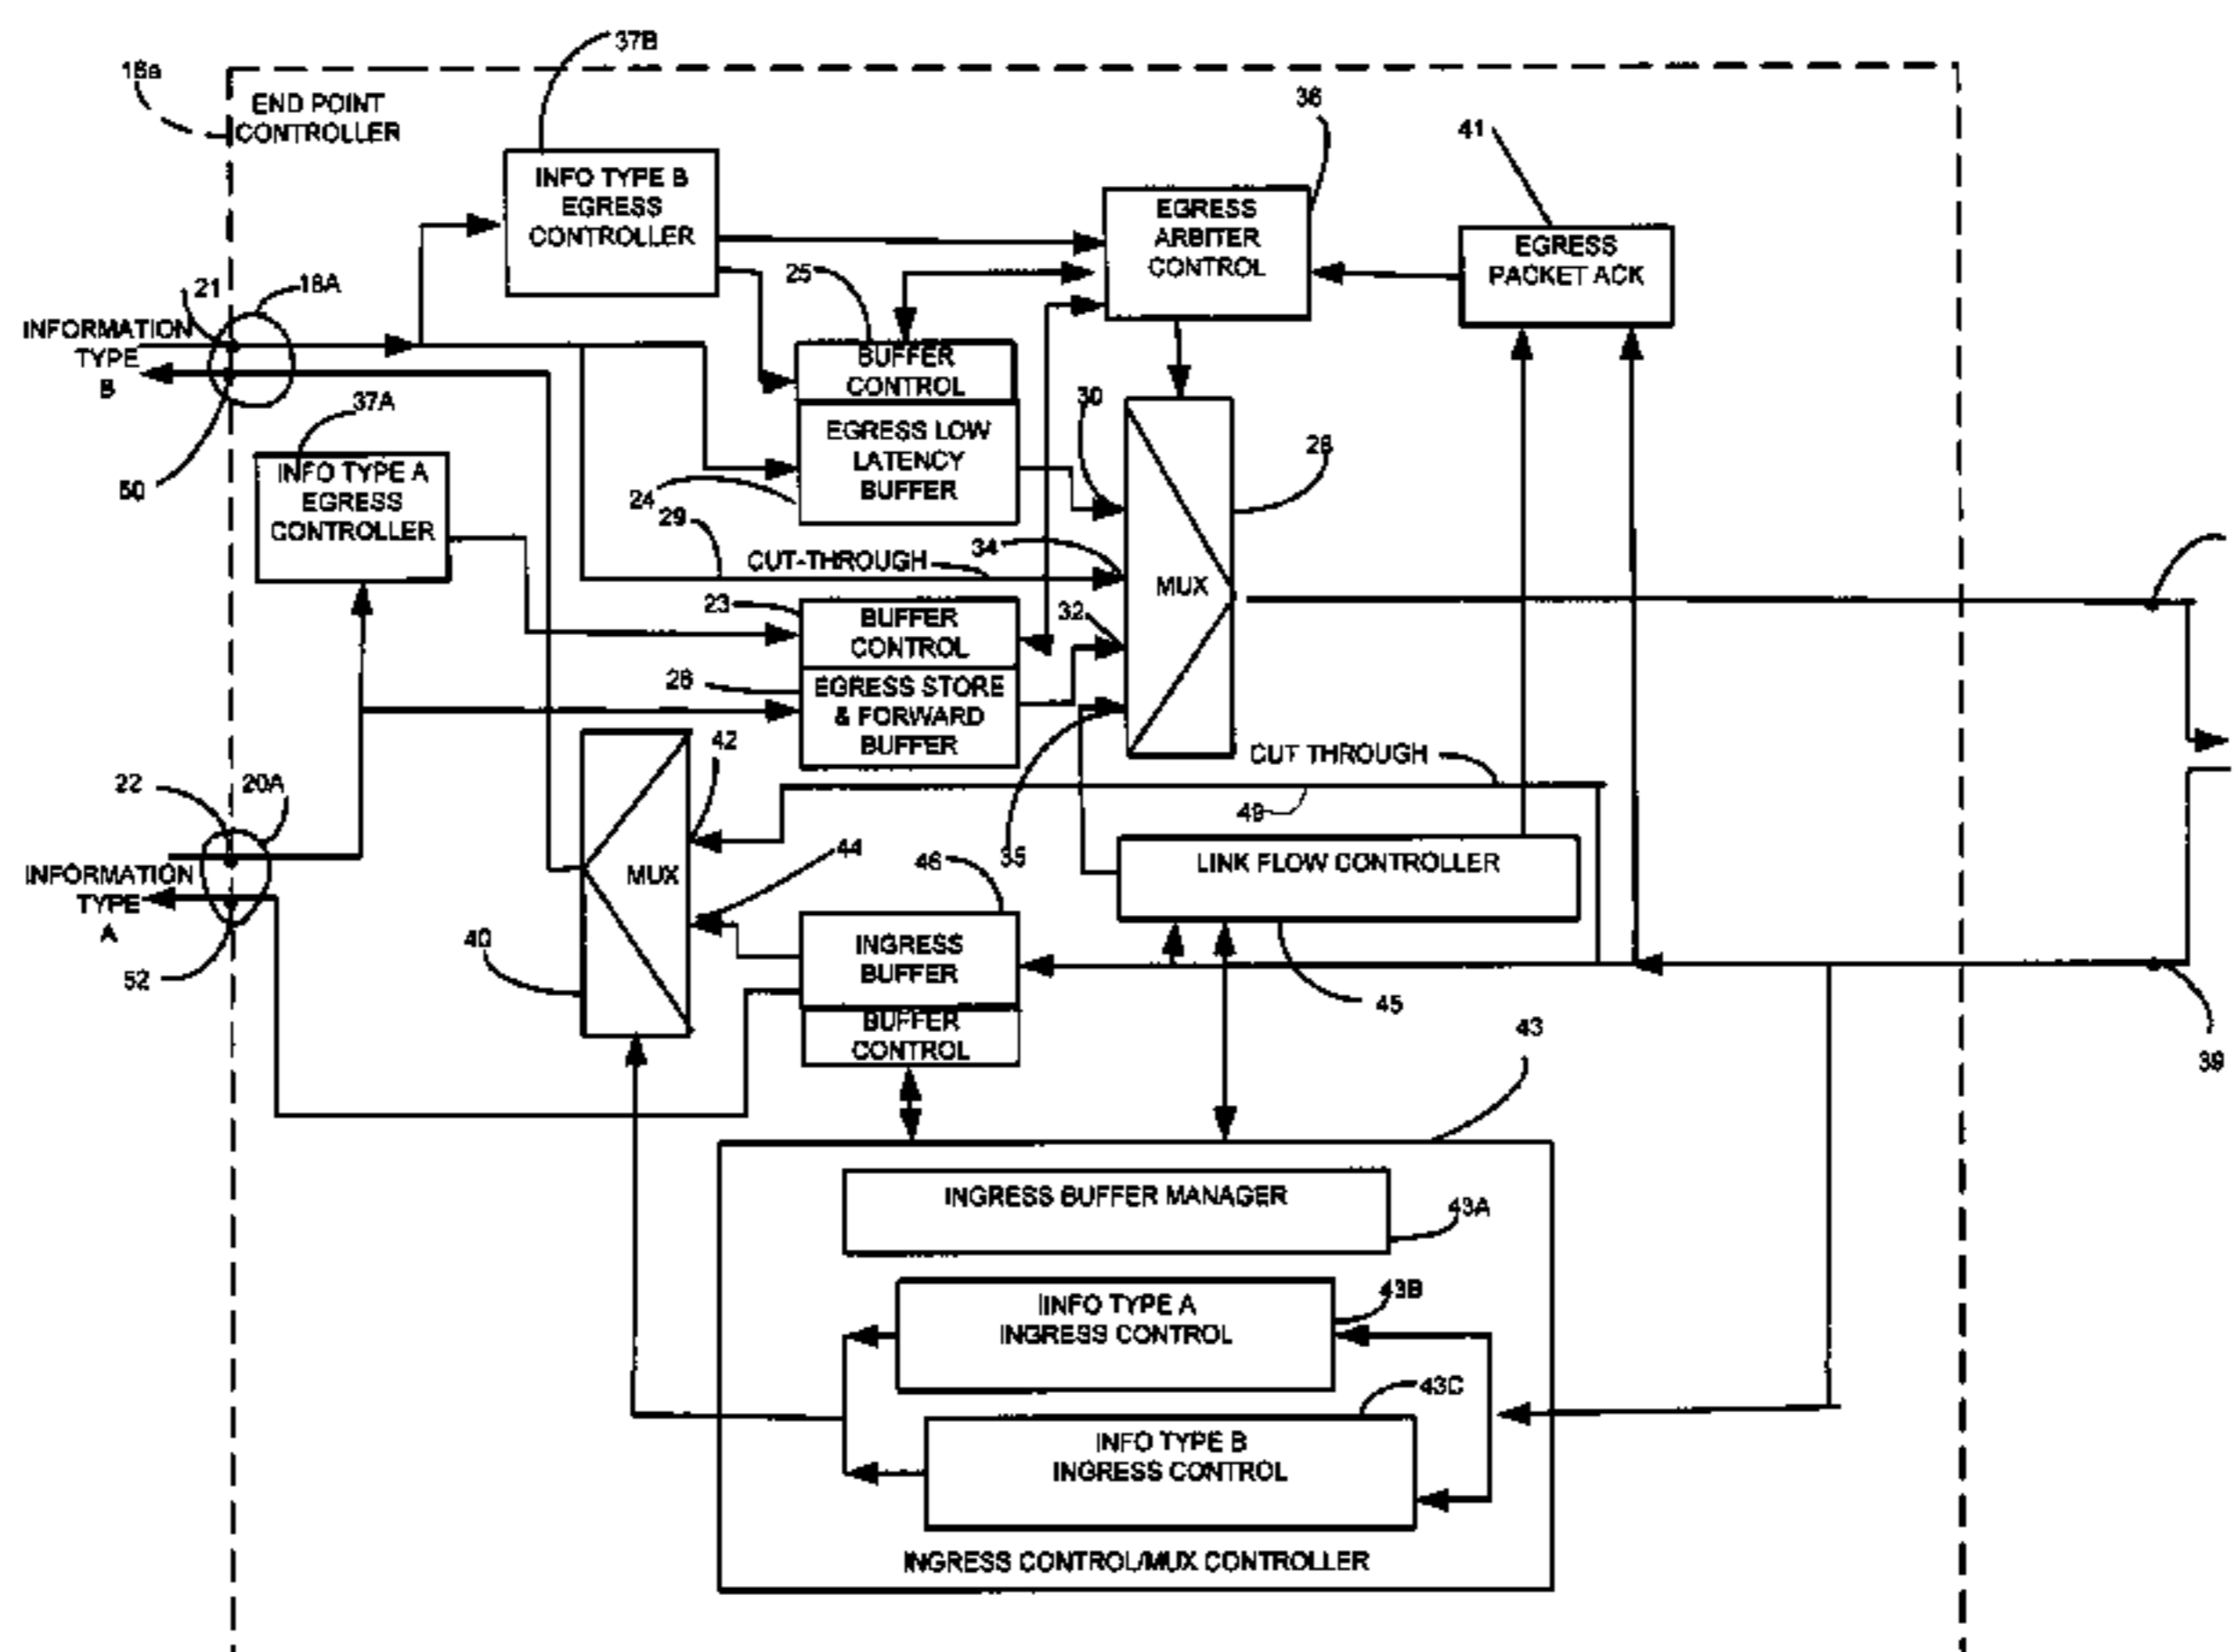 37B
16a
END POINT
CONTROLLER
36
41
INFO TYPE B
EGRESS
CONTROLLER
EGRESS
ARBITER
CONTROL
EGRESS
PACKET ACK
25
21
18A
INFORMATION
TYPE
B
BUFFER
CONTROL
37A
30
28
EGRESS LOW
LATENCY
BUFFER
50
24
29
INFO TYPE A
EGRESS
CONTROLLER
CUT-THROUGH
34
MUX
23
32
BUFFER
CONTROL
26
EGRESS STORE
& FORWARD
BUFFER
42
CUT THROUGH
22
20A
49
35
44
46
MUX
LINK FLOW CONTROLLER
INFORMATION
TYPE
A
40
52
INGRESS
BUFFER
45
43
BUFFER
CONTROL
39
INGRESS BUFFER MANAGER
43A
43B
IINFO TYPE A
INGRESS CONTROL
43C
INFO TYPE B
INGRESS CONTROL
INGRESS CONTROL/MUX CONTROLLER